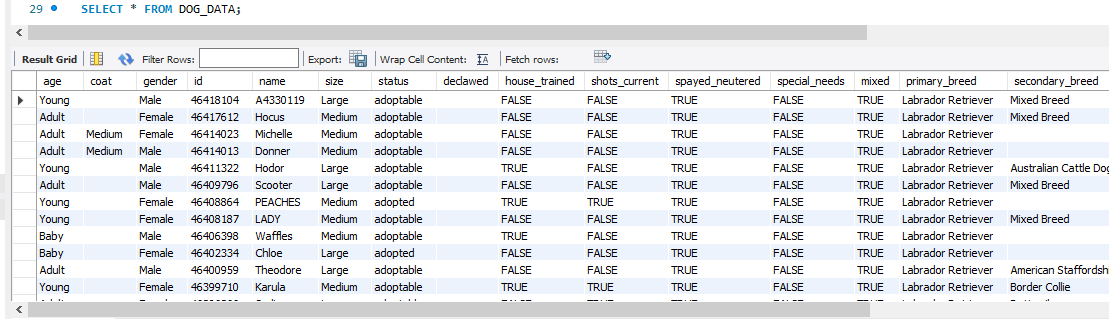 29 SELECT * FROM DOG_DATA;
Result Grid Filter Rows: Export: Wrap Cell Content: IA Fetch rows:
age coat gender id name size status declawed house_trained shots_current spayed_neutered special_needs mixed primary_breed secondary_breed
Young Male 46418104 A4330119 Large adoptable FALSE FALSE TRUE FALSE TRUE Labrador Retriever Mixed Breed
Adult Female 46417612 Hocus Medium adoptable FALSE FALSE TRUE FALSE TRUE Labrador Retriever Mixed Breed
Adult Medium Female 46414023 Michelle Medium adoptable FALSE FALSE TRUE FALSE TRUE Labrador Retriever
Adult Medium Male 46414013 Donner Medium adoptable FALSE FALSE TRUE FALSE TRUE Labrador Retriever
Young Male 46411322 Hodor Large adoptable TRUE FALSE TRUE FALSE TRUE Labrador Retriever Australian Cattle Dog
Adult Male 46409796 Scooter Large adoptable FALSE FALSE TRUE FALSE TRUE Labrador Retriever Mixed Breed
Young Female 46408864 PEACHES Medium adopted TRUE TRUE TRUE FALSE TRUE Labrador Retriever
Young Female 46408187 LADY Medium adoptable FALSE FALSE TRUE FALSE TRUE Labrador Retriever Mixed Breed
Baby Male 46406398 Waffles Medium adoptable TRUE FALSE TRUE FALSE TRUE Labrador Retriever
Baby Female 46402334 Chloe Large adopted FALSE FALSE TRUE FALSE TRUE Labrador Retriever
Adult Male 46400959 Theodore Large adoptable FALSE FALSE TRUE FALSE TRUE Labrador Retriever American Staffordsh
Young Female 46399710 Karula Medium adoptable TRUE TRUE TRUE FALSE TRUE Labrador Retriever Border Collie